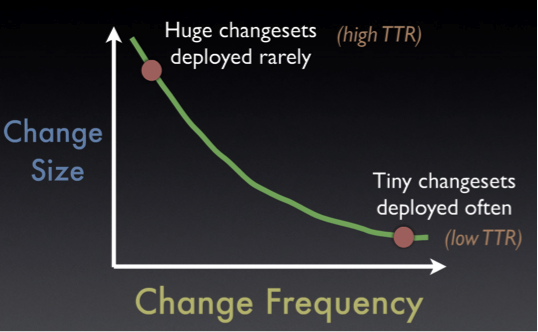 Huge changesets (high TTR)
deployed rarely
Change
Size
Tiny changesets
deployed often
(low TTR)
Change Frequency